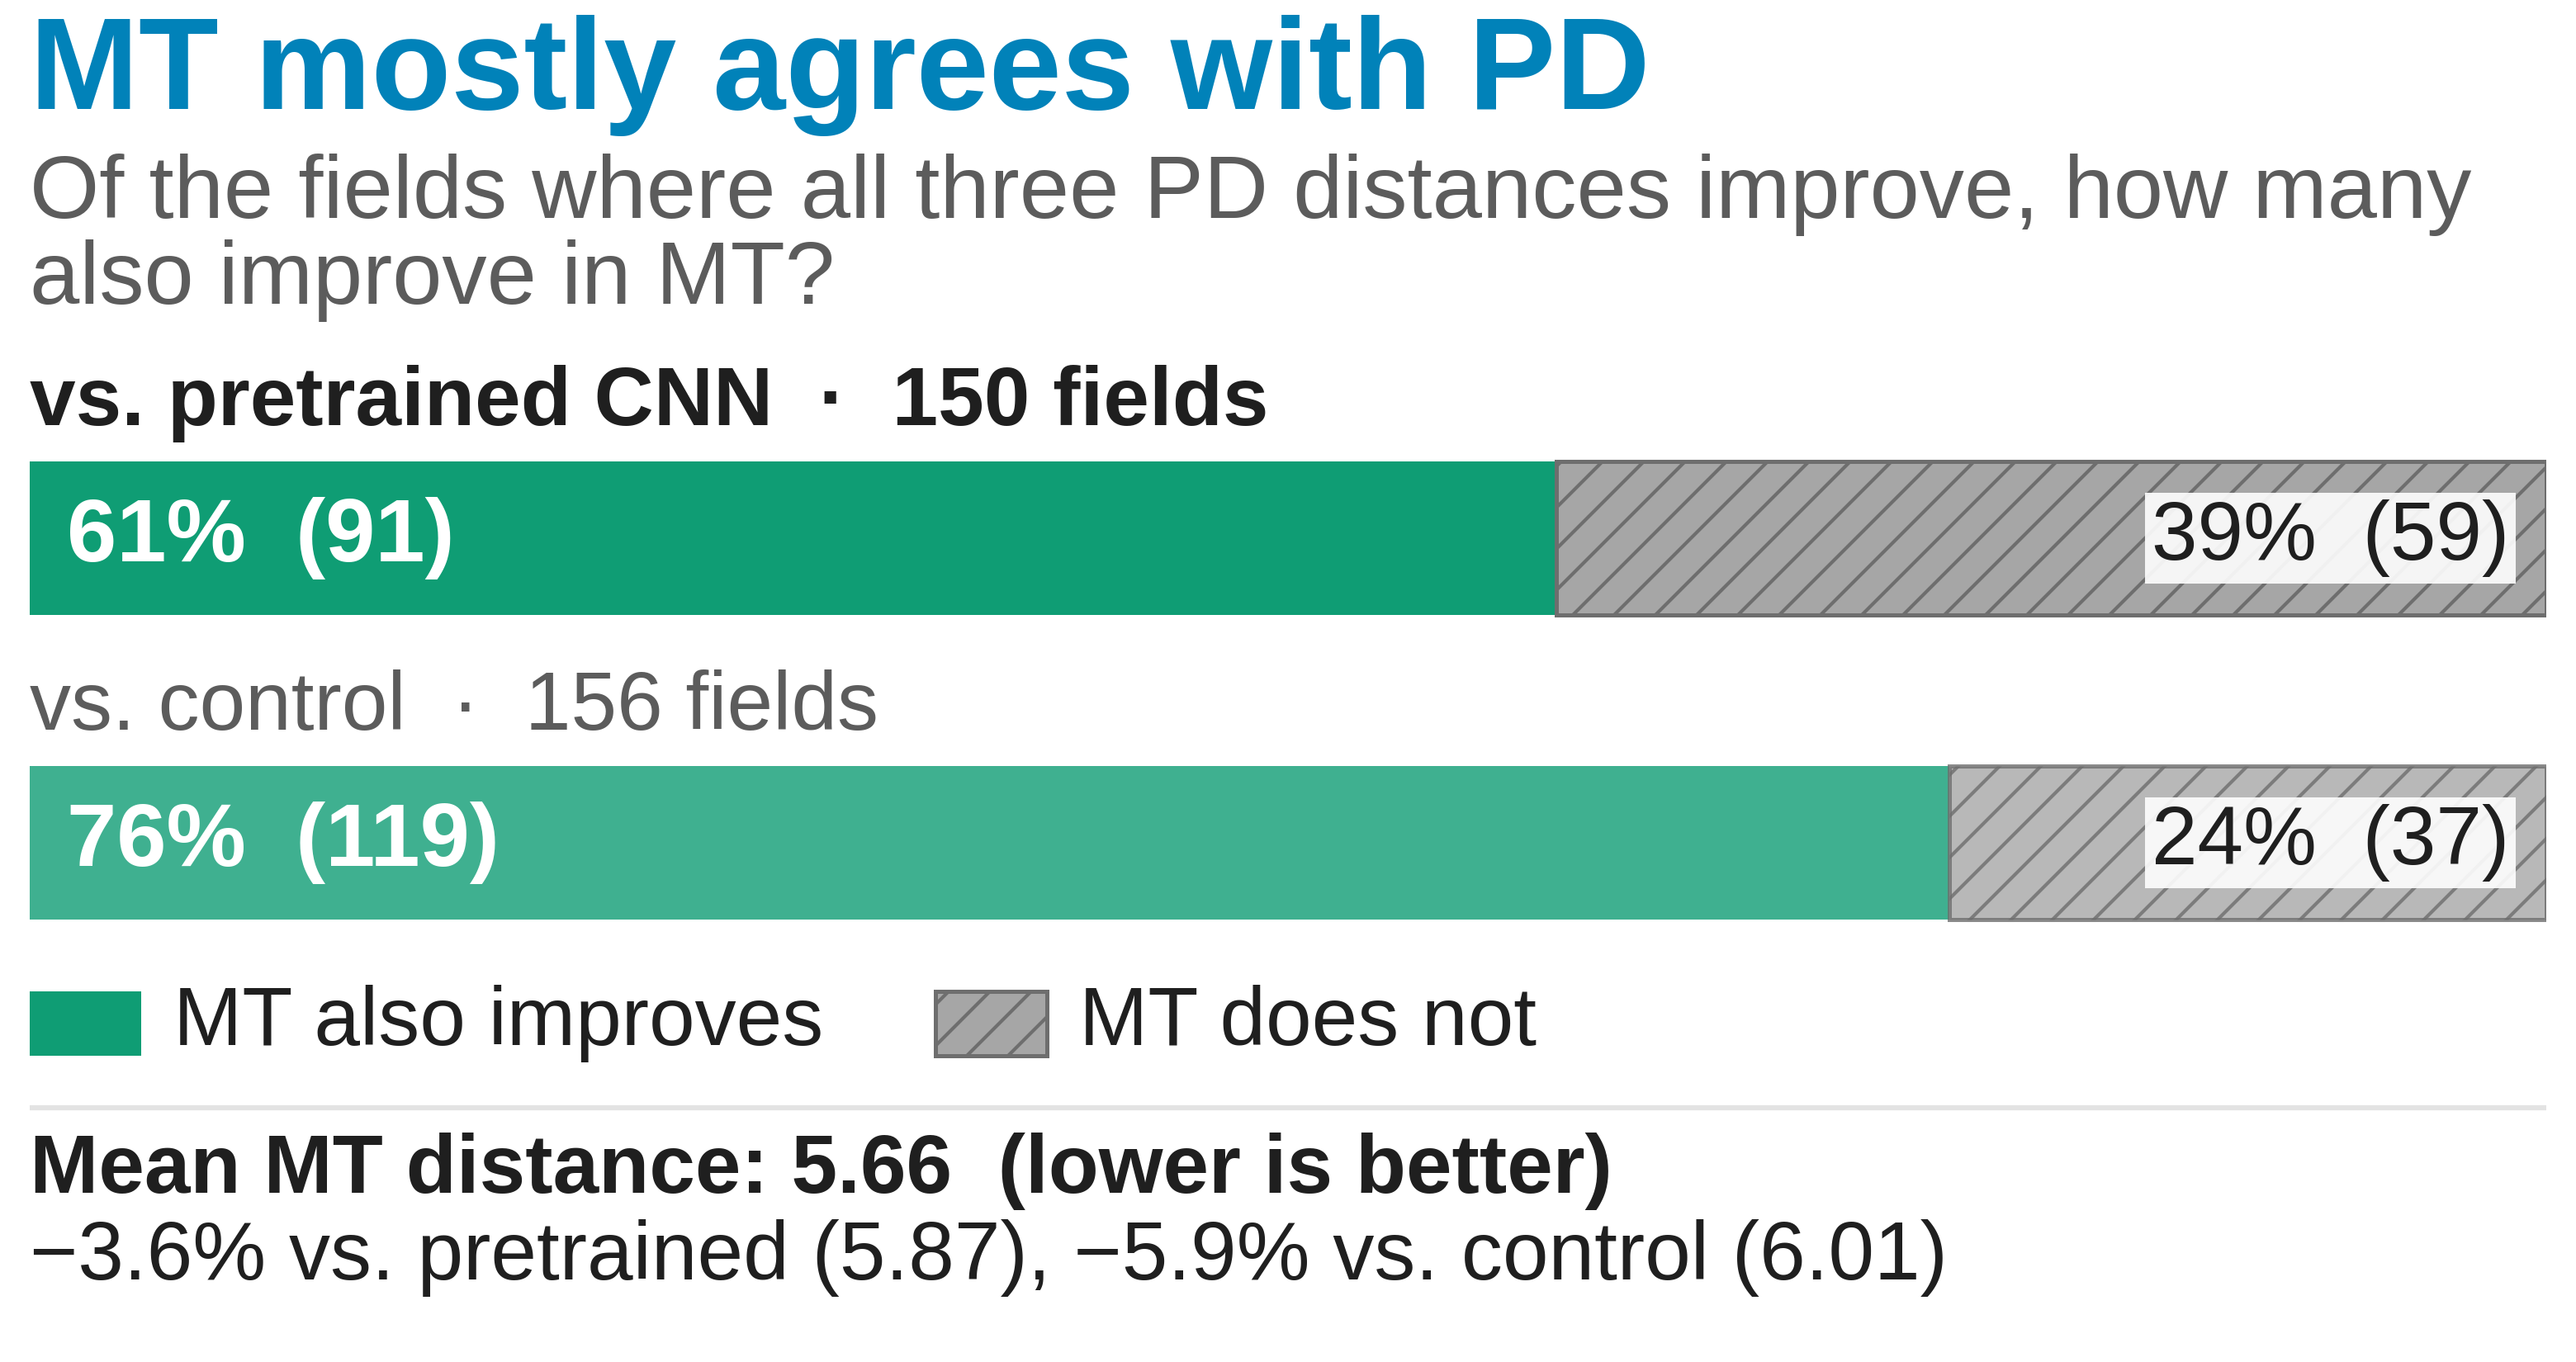 MT mostly agrees with PD
Of the fields where all three PD distances improve, how many
also improve in MT?
vs. pretrained CNN · 150 fields
61% (91) 39% (59)
vs. control · 156 fields
76% (119) 24% (37)
MT also improves MT does not
Mean MT distance: 5.66 (lower is better)
−3.6% vs. pretrained (5.87), −5.9% vs. control (6.01)